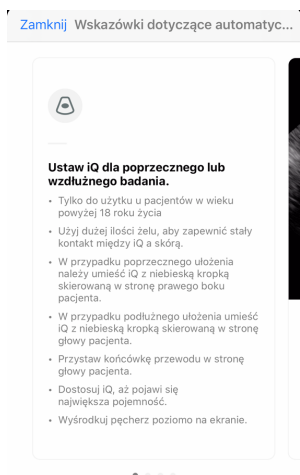 Zamknij Wskazówki dotyczące automatyc...
Ustaw iQ dla poprzecznego lub
wzdłużnego badania.
• Tylko do użytku u pacjentów w wieku
powyżej 18 roku życia
• Użyj dużej ilości żelu, aby zapewnić stały
kontakt między iQ a skórą.
• W przypadku poprzecznego ułożenia
należy umieść iQ z niebieską kropką
skierowaną w stronę prawego boku
pacjenta.
• W przypadku podłużnego ułożenia umieść
iQ z niebieską kropką skierowaną w stronę
głowy pacjenta.
• Przystaw końcówkę przewodu w stronę
głowy pacjenta.
• Dostosuj iQ, aż pojawi się
największa pojemność.
• Wyśrodkuj pęcherz poziomo na ekranie.